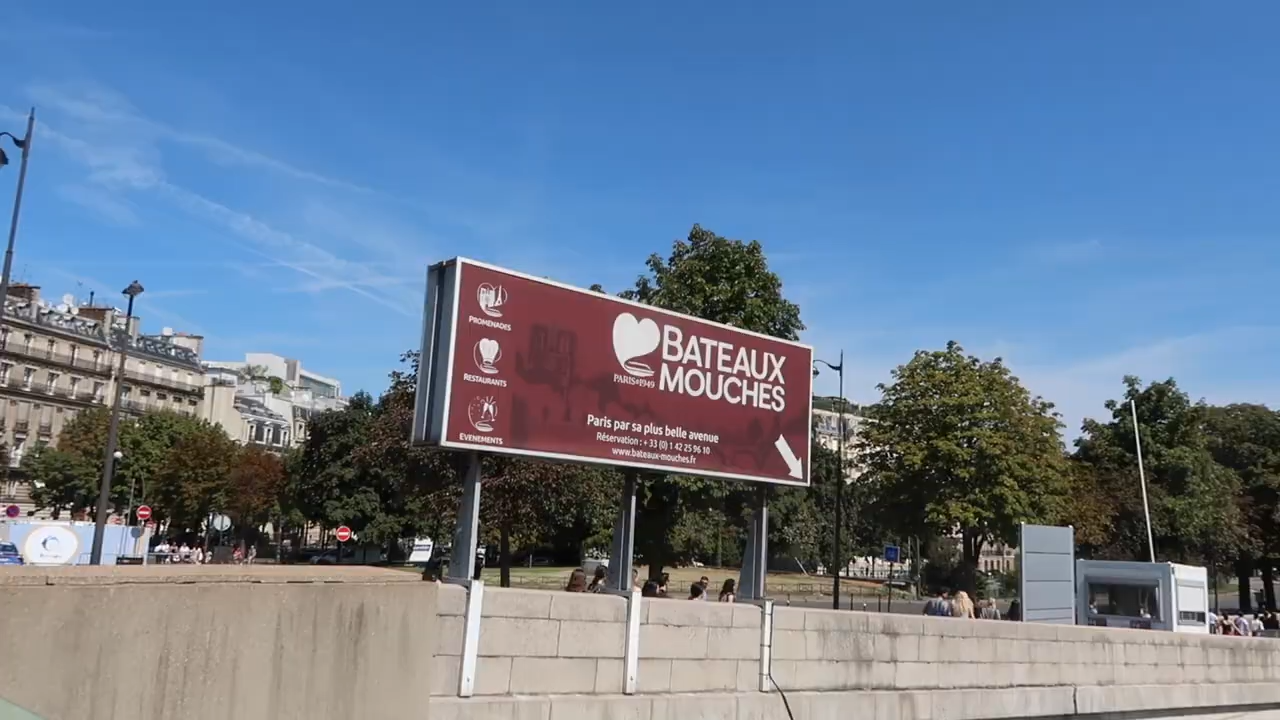 PROMENADES
RESTAURANTS
EVENEMENTS
PARIS 1949
BATEAUX
MOUCHES
Paris par sa plus belle avenue
Réservation : + 33 (0) 1 42 25 96 10
www.bateaux-mouches.fr